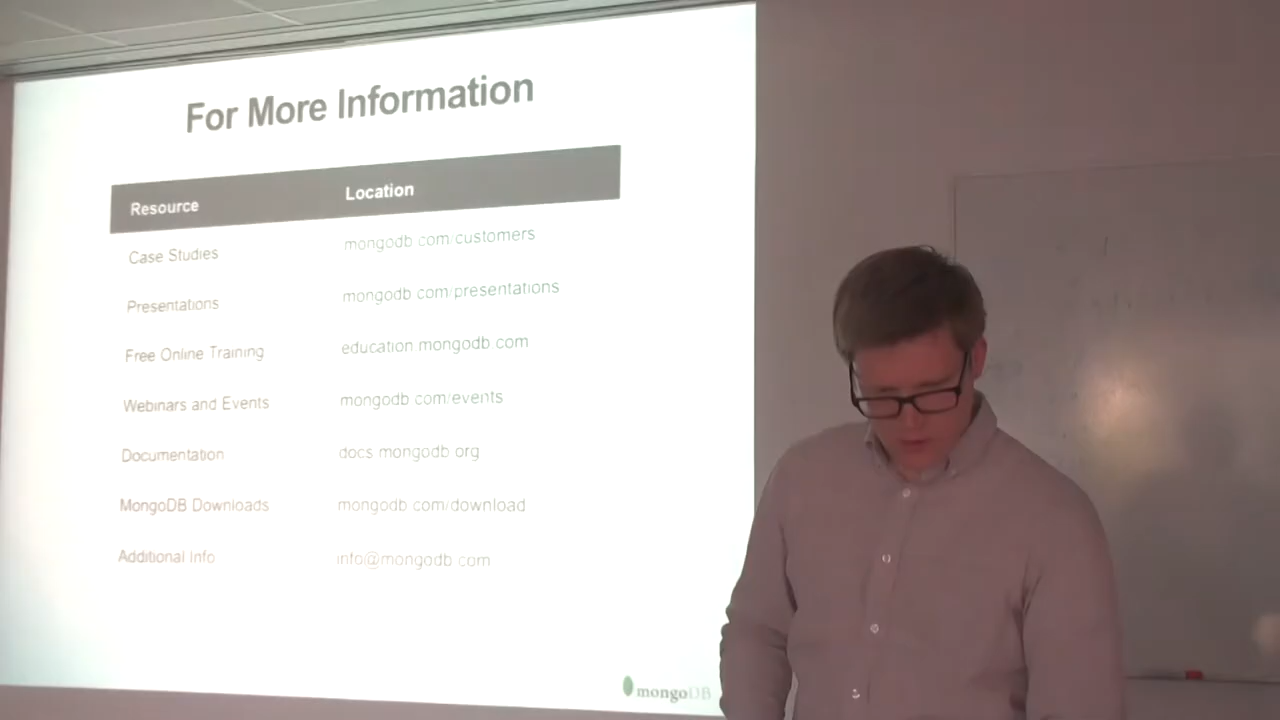 For More Information
Resource Location
Case Studies mongodb.com/customers
Presentations mongodb.com/presentations
Free Online Training education.mongodb.com
Webinars and Events mongodb.com/events
Documentation docs.mongodb.org
MongoDB Downloads mongodb.com/download
Additional Info info@mongodb.com
mongoDB